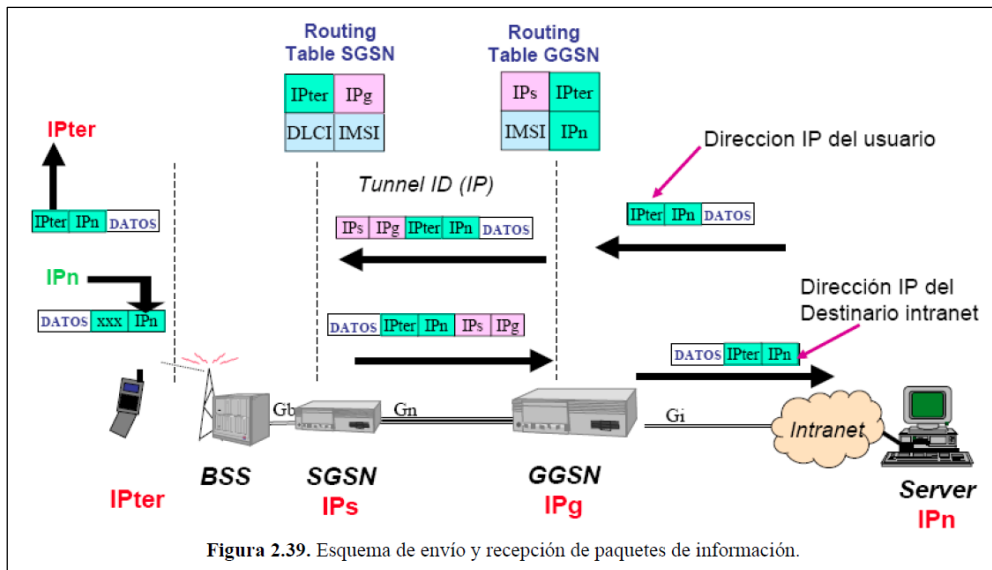 Routing
Table SGSN
Routing
Table GGSN
IPter IPg
DLCI IMSI
IPs IPter
IMSI IPn
IPter
Direccion IP del usuario
Tunnel ID (IP)
IPter IPn DATOS
IPs IPg IPter IPn DATOS
IPter IPn DATOS
IPn
DATOS xxx IPn
DATOS IPter IPn IPs IPg
Dirección IP del
Destinario intranet
DATOS IPter IPn
Gb
Gn
Gi
Intranet
BSS
SGSN
GGSN
Server
IPter
IPs
IPg
IPn
Figura 2.39. Esquema de envío y recepción de paquetes de información.